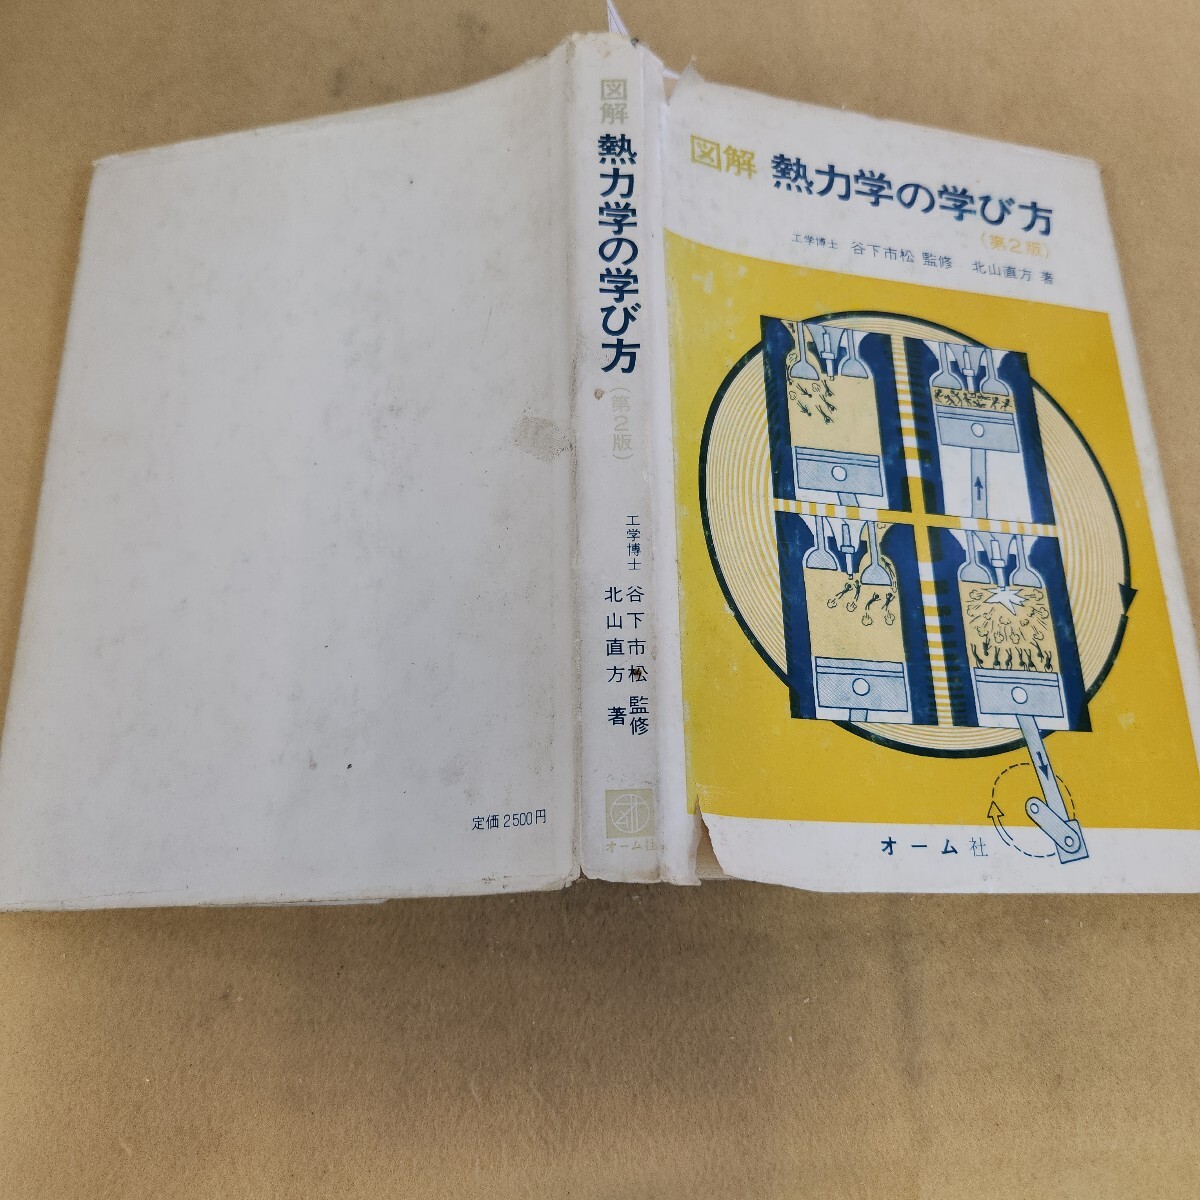 図解 熱力学の学び方
(第2版)
工学博士 谷下市松 監修 北山直方 著
オーム社
図解 熱力学の学び方 (第2版)
工学博士 谷下市松 監修
北山直方 著
オーム社
定価2500円